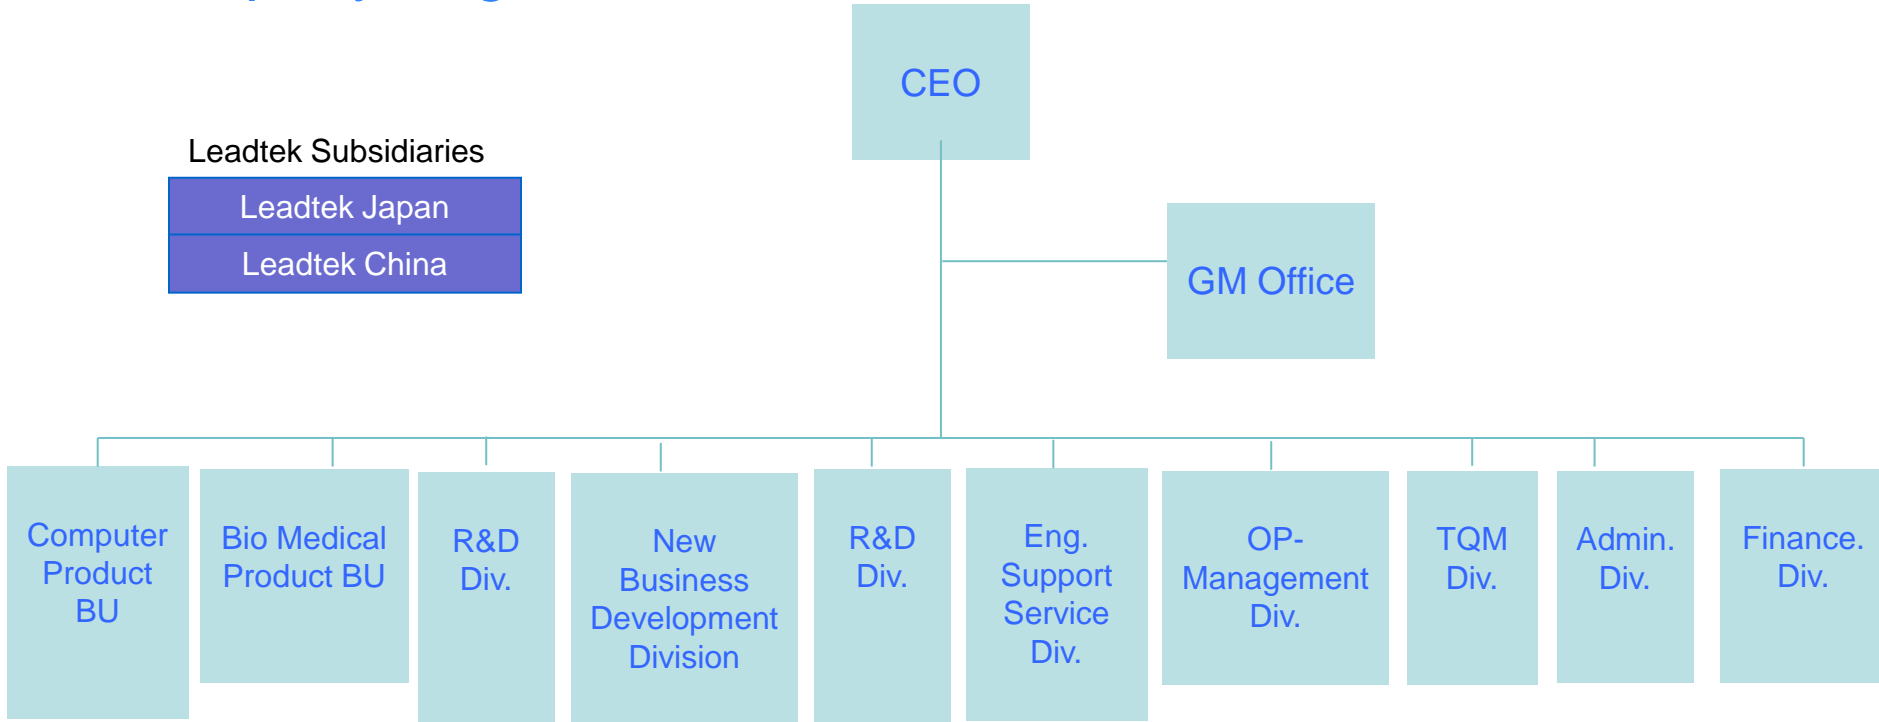 CEO
Leadtek Subsidiaries
Leadtek Japan
Leadtek China
GM Office
Computer
Product
BU
Bio Medical
Product BU
R&D
Div.
New
Business
Development
Division
R&D
Div.
Eng.
Support
Service
Div.
OP-
Management
Div.
TQM
Div.
Admin.
Div.
Finance.
Div.